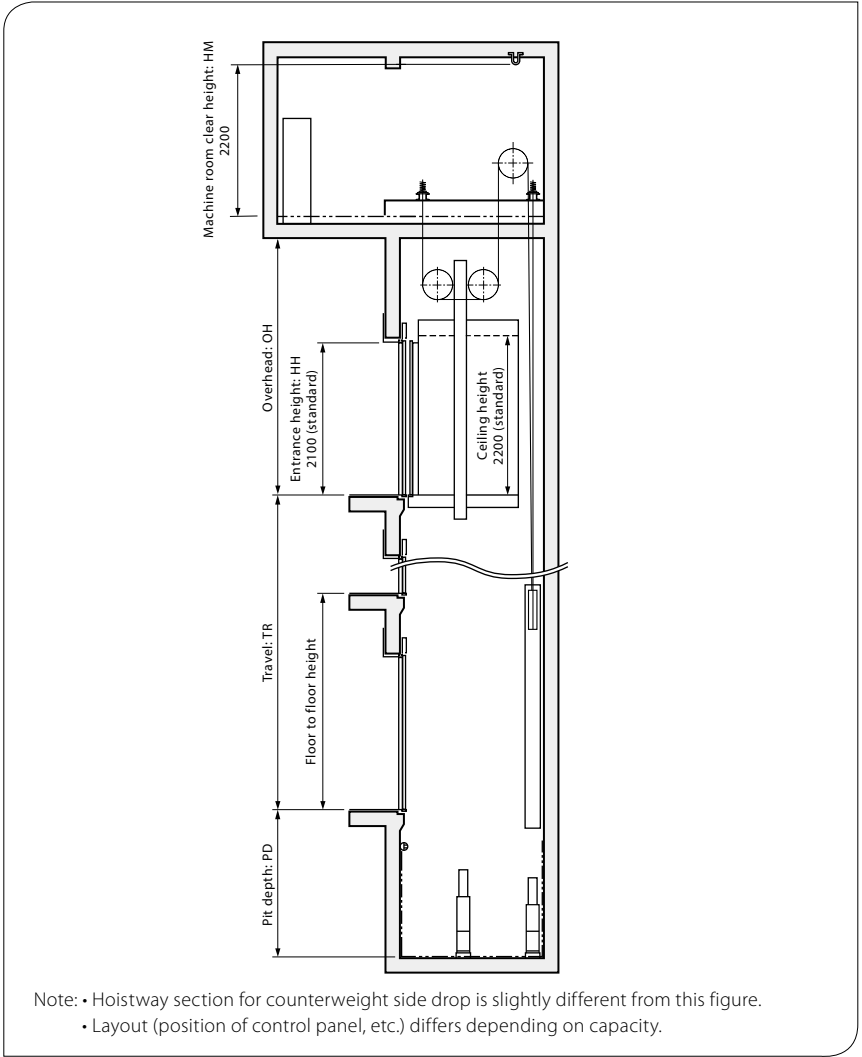 Machine room clear height: HM
2200
Overhead: OH
Entrance height: HH
2100 (standard)
Ceiling height
2200 (standard)
Travel: TR
Floor to floor height
Pit depth: PD
Note: • Hoistway section for counterweight side drop is slightly different from this figure.
• Layout (position of control panel, etc.) differs depending on capacity.